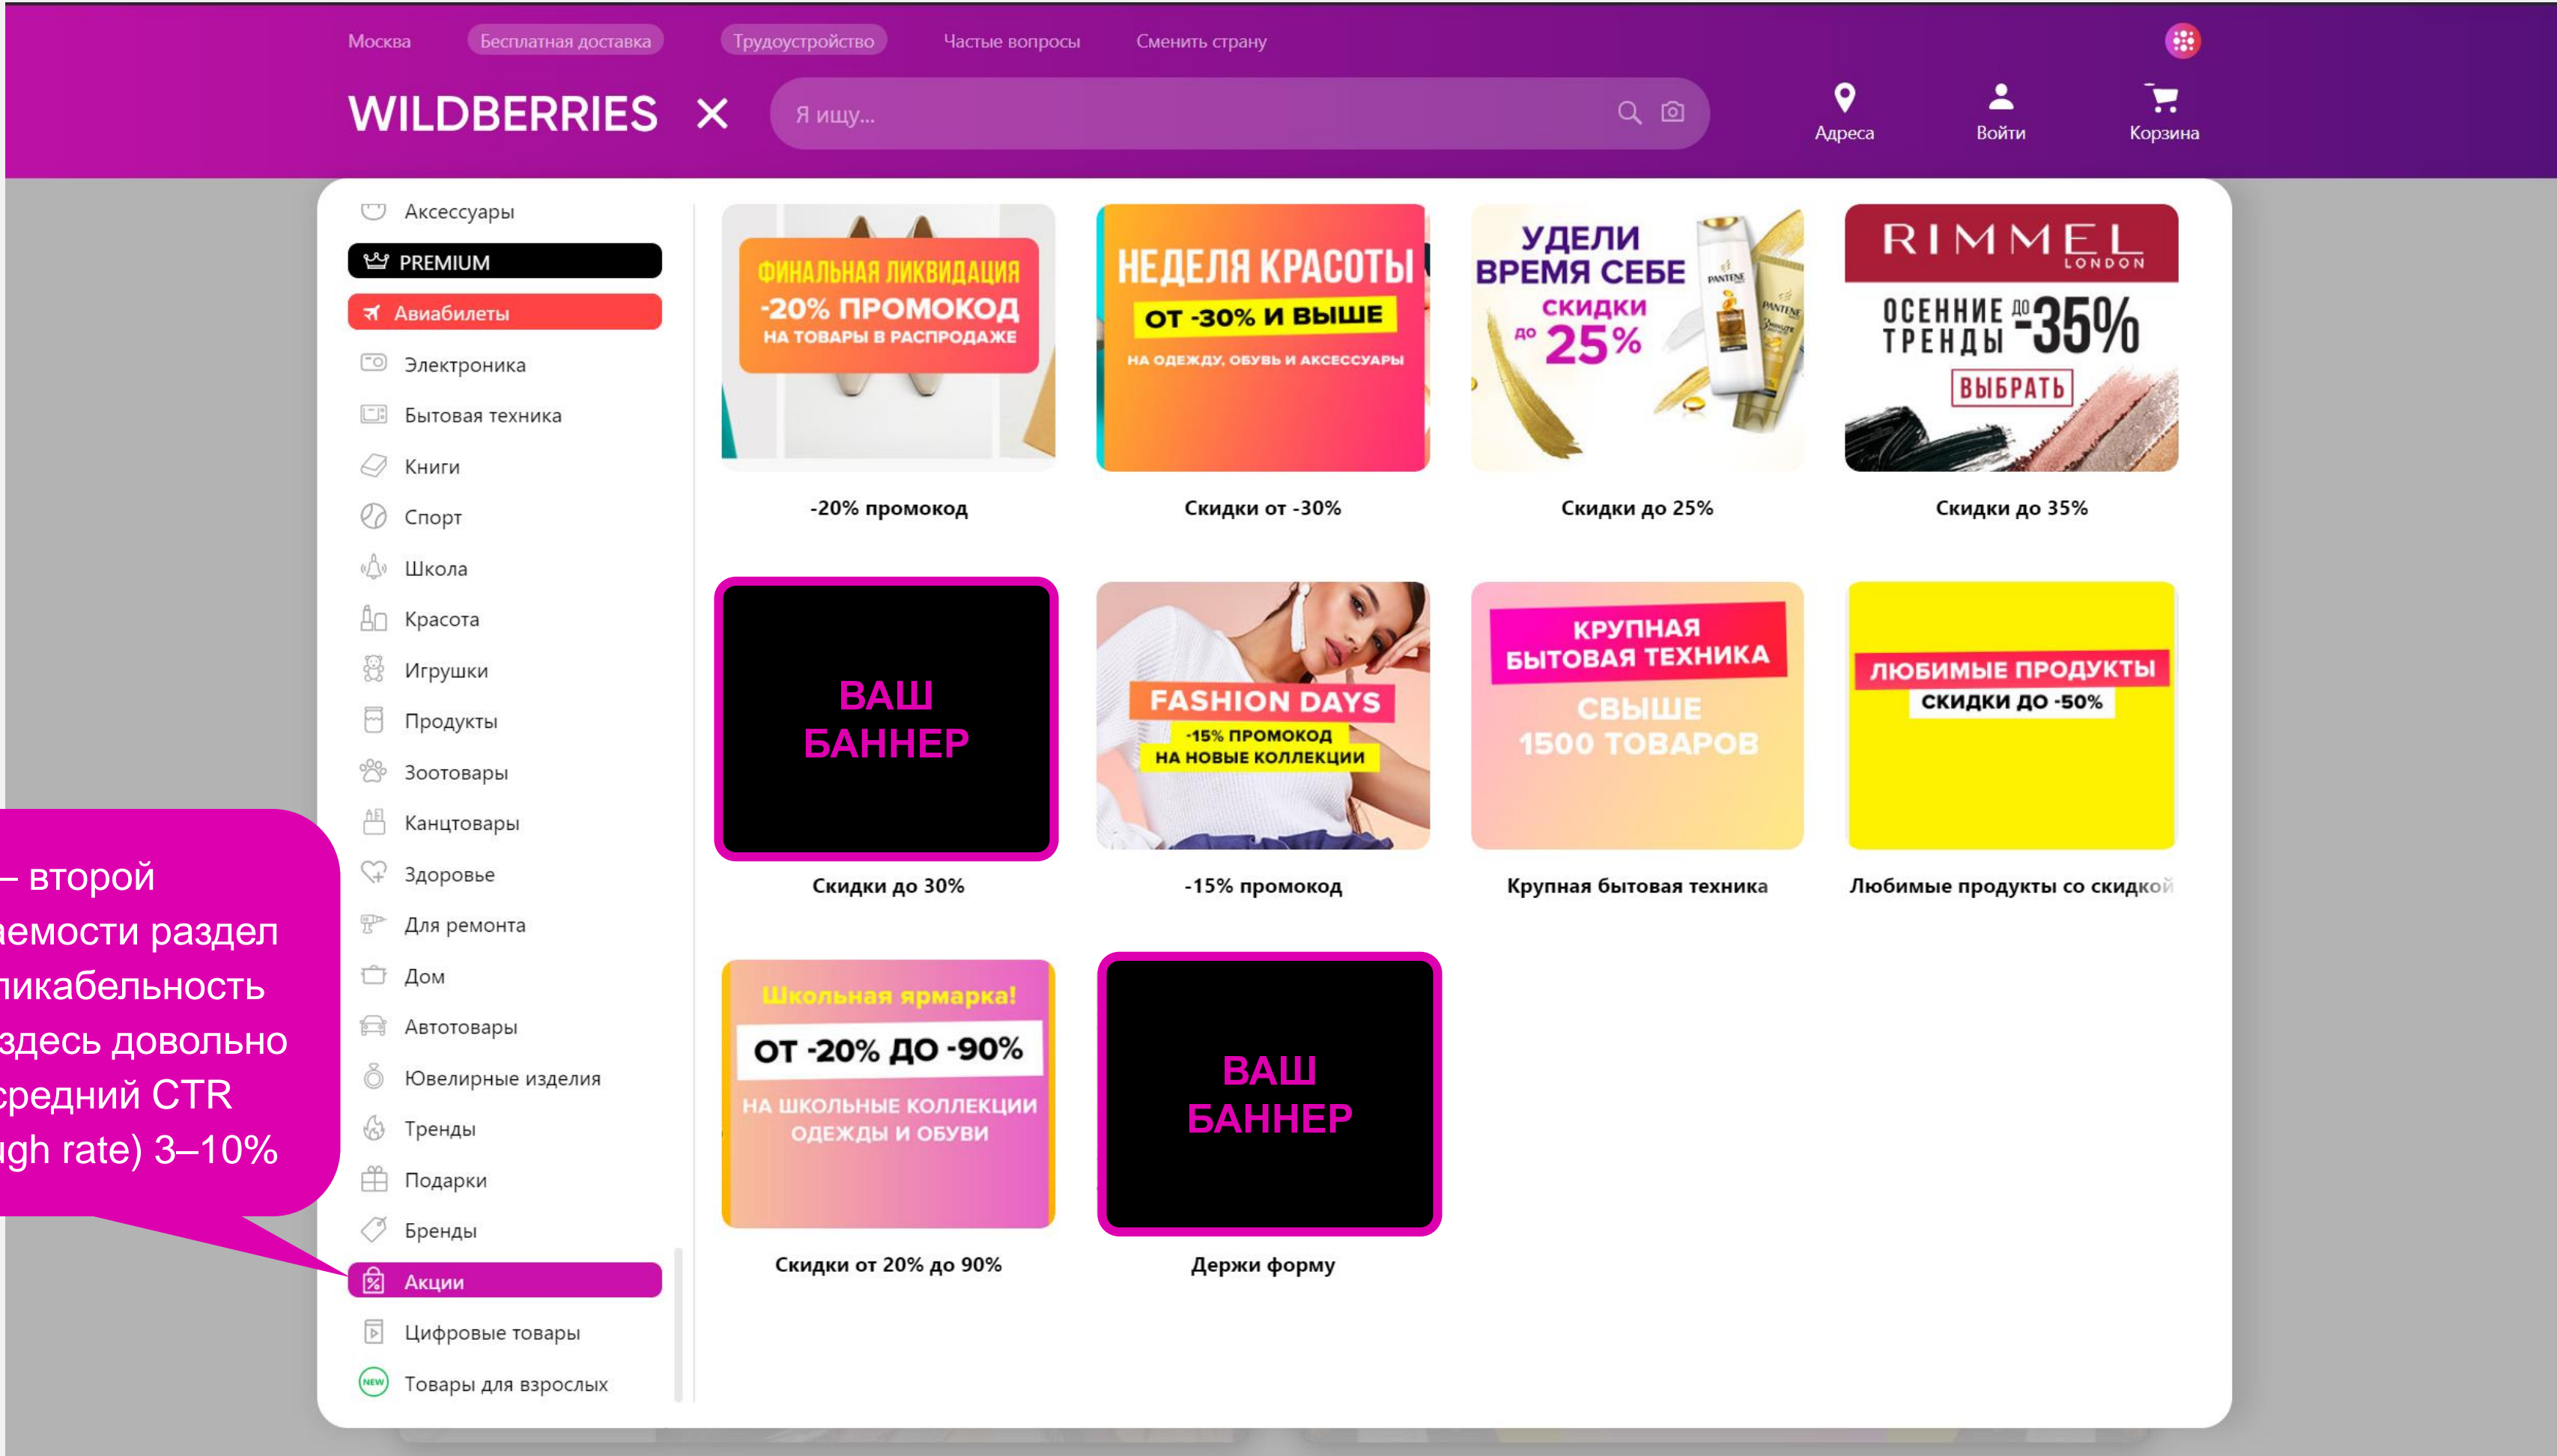 Москва
Бесплатная доставка
Трудоустройство
Частые вопросы
Сменить страну
WILDBERRIES
Я ищу...
Адреса
Войти
Корзина
Аксессуары
PREMIUM
Авиабилеты
Электроника
Бытовая техника
Книги
Спорт
Школа
Красота
Игрушки
Продукты
Зоотовары
Канцтовары
Здоровье
Для ремонта
Дом
Автотовары
Ювелирные изделия
Тренды
Подарки
Бренды
Акции
Цифровые товары
NEW
Товары для взрослых
– второй
раздел
здесь довольно
средний CTR
rate) 3–10%
ФИНАЛЬНАЯ ЛИКВИДАЦИЯ
-20% ПРОМОКОД
НА ТОВАРЫ В РАСПРОДАЖЕ
-20% промокод
НЕДЕЛЯ КРАСОТЫ
ОТ -30% И ВЫШЕ
НА ОДЕЖДУ, ОБУВЬ И АКСЕССУАРЫ
Скидки от -30%
УДЕЛИ
ВРЕМЯ СЕБЕ
СКИДКИ
ДО 25%
PANTENE
PANTENE
Скидки до 25%
RIMMEL
LONDON
ОСЕННИЕ ДО -35%
ТРЕНДЫ
ВЫБРАТЬ
Скидки до 35%
ВАШ
БАННЕР
Скидки до 30%
FASHION DAYS
-15% ПРОМОКОД
НА НОВЫЕ КОЛЛЕКЦИИ
-15% промокод
КРУПНАЯ
БЫТОВАЯ ТЕХНИКА
СВЫШЕ
1500 ТОВАРОВ
Крупная бытовая техника
ЛЮБИМЫЕ ПРОДУКТЫ
СКИДКИ ДО -50%
Любимые продукты со скидкой
Школьная ярмарка!
ОТ -20% ДО -90%
НА ШКОЛЬНЫЕ КОЛЛЕКЦИИ
ОДЕЖДЫ И ОБУВИ
Скидки от 20% до 90%
ВАШ
БАННЕР
Держи форму